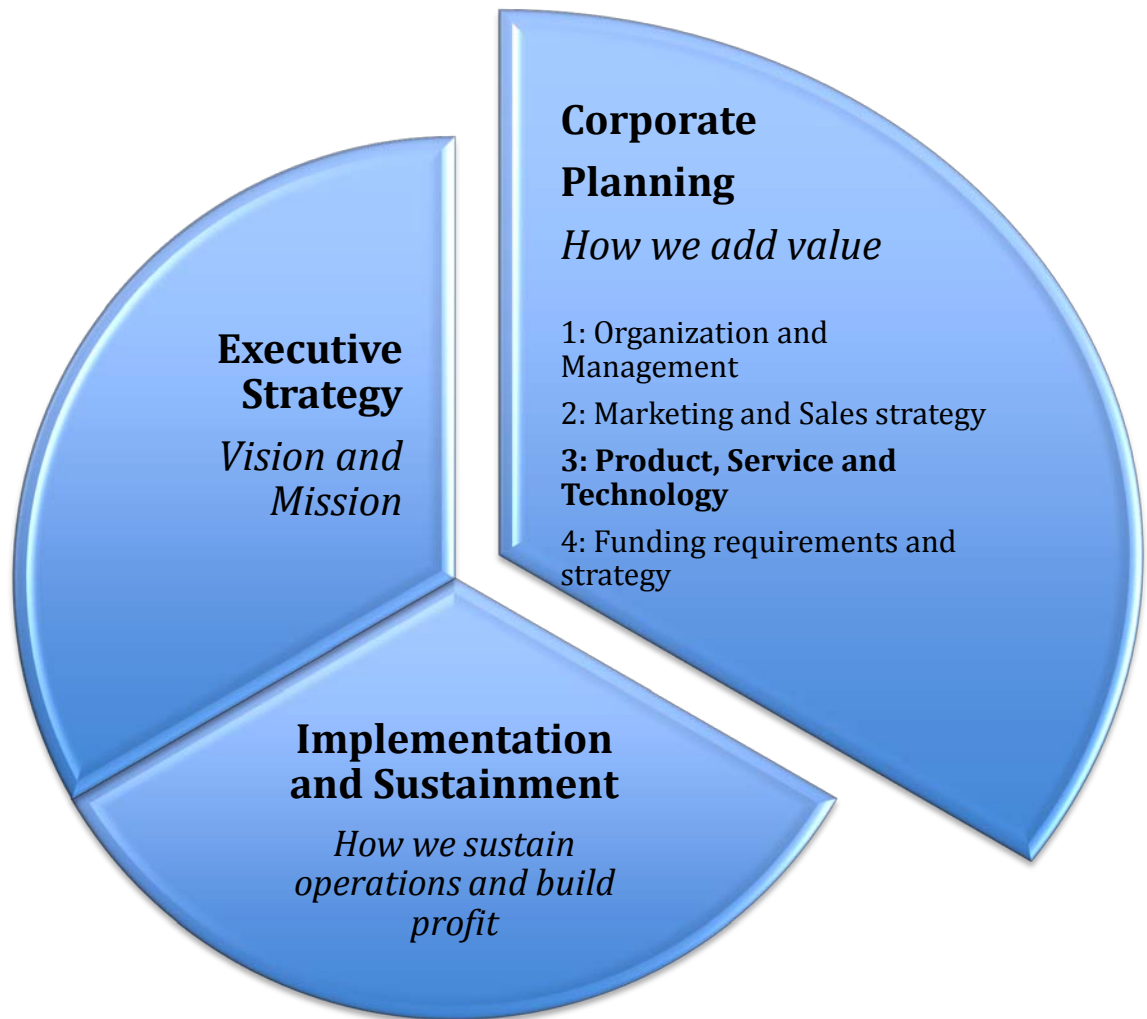 Corporate
Planning
How we add value
1: Organization and
Management
2: Marketing and Sales strategy
3: Product, Service and
Technology
4: Funding requirements and
strategy
Executive
Strategy
Vision and
Mission
Implementation
and Sustainment
How we sustain
operations and build
profit